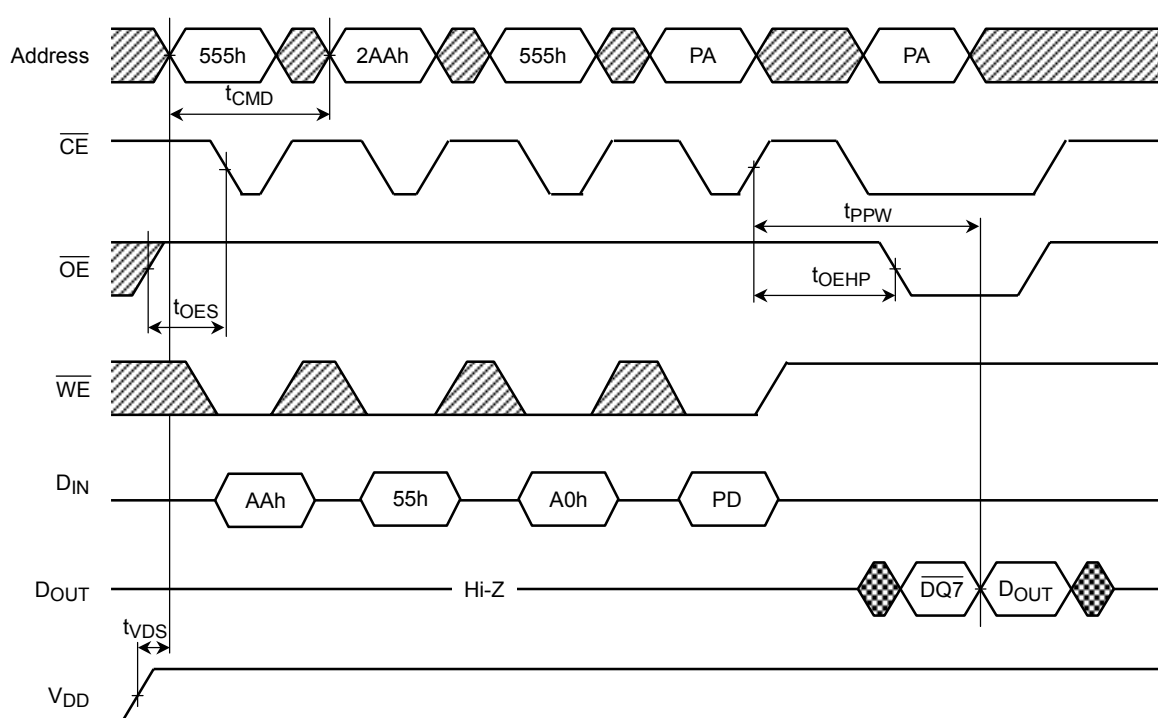 Address 555h 2AAh 555h PA PA
tCMD
CE
tPPW
OE
tOEHP
tOES
WE
DIN AAh 55h A0h PD
DOUT Hi-Z DQ7 DOUT
tVDS
VDD